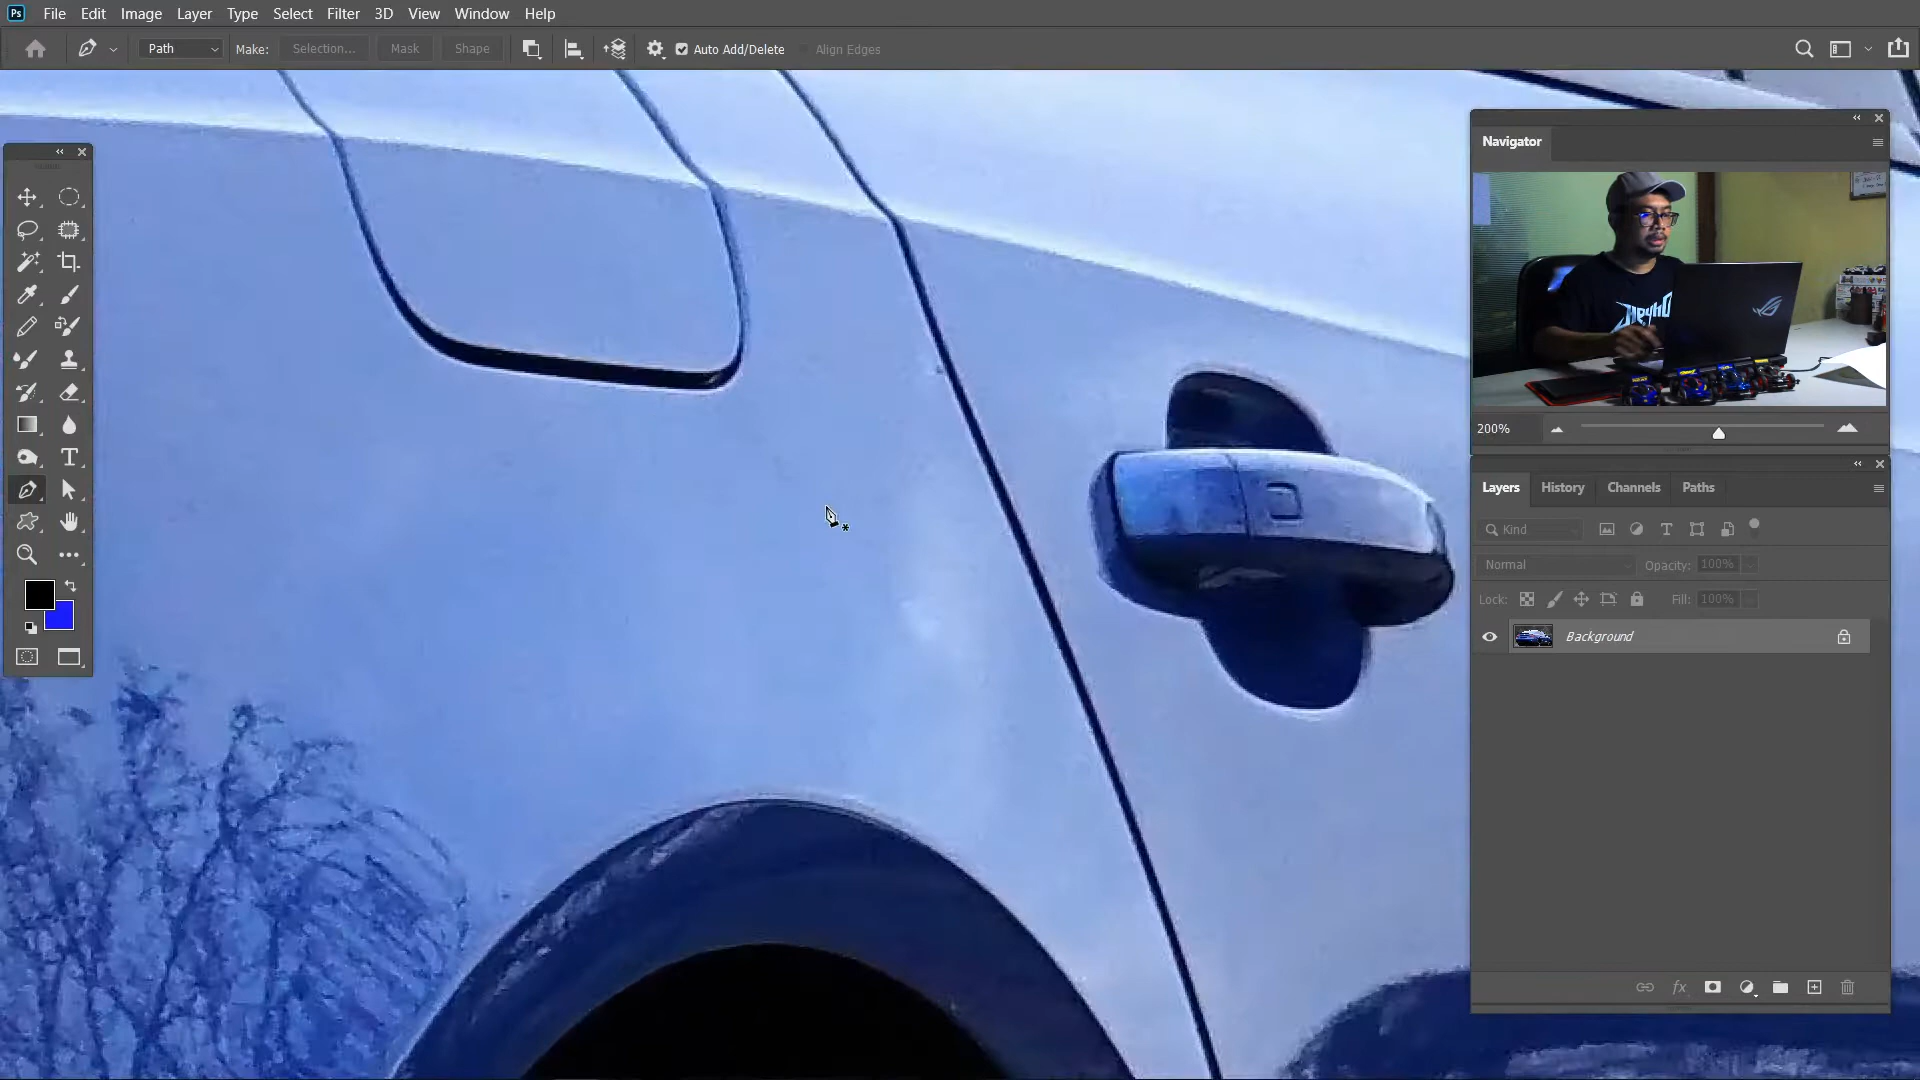 Ps File Edit Image Layer Type Select Filter 3D View Window Help
Path Make: Selection... Mask Shape Auto Add/Delete Align Edges
Navigator
200%
Layers History Channels Paths
Kind
Normal Opacity: 100%
Lock: Fill: 100%
Background
T